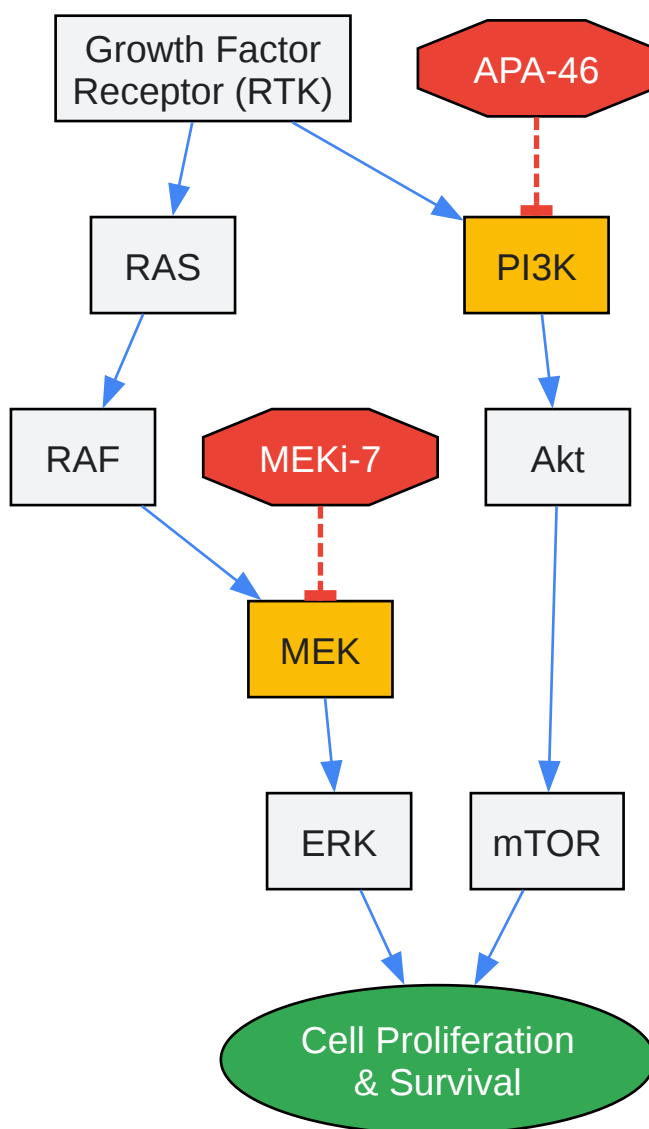 Growth Factor
Receptor (RTK)
APA-46
RAS
PI3K
RAF
MEKi-7
Akt
MEK
ERK
mTOR
Cell Proliferation
& Survival